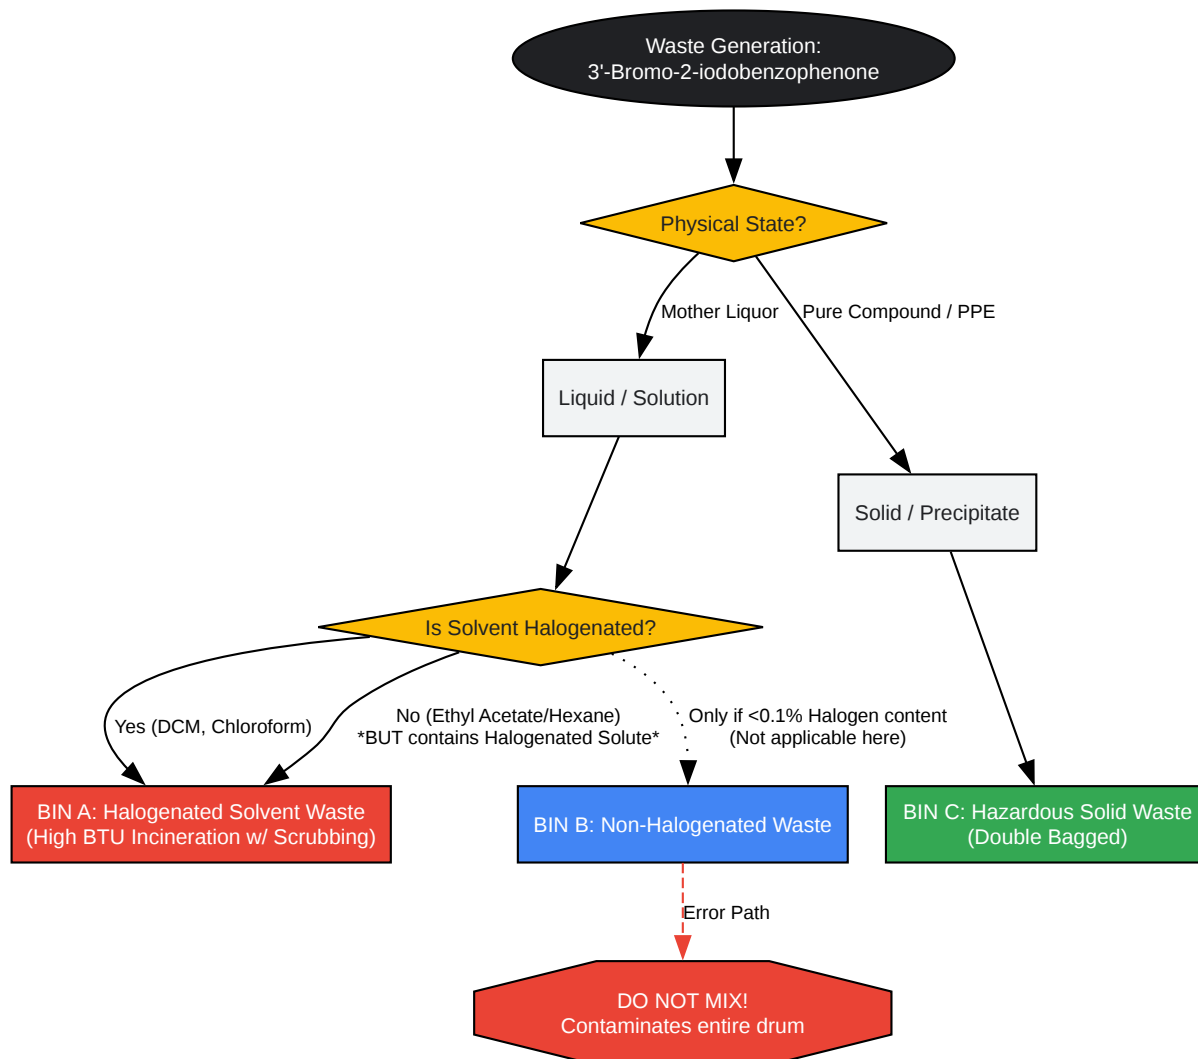 Waste Generation:
3'-Bromo-2-iodobenzophenone
Physical State?
Mother Liquor
Pure Compound / PPE
Liquid / Solution
Solid / Precipitate
Is Solvent Halogenated?
Yes (DCM, Chloroform)
No (Ethyl Acetate/Hexane)
*BUT contains Halogenated Solute*
Only if <0.1% Halogen content
(Not applicable here)
BIN A: Halogenated Solvent Waste
(High BTU Incineration w/ Scrubbing)
BIN B: Non-Halogenated Waste
BIN C: Hazardous Solid Waste
(Double Bagged)
Error Path
DO NOT MIX!
Contaminates entire drum